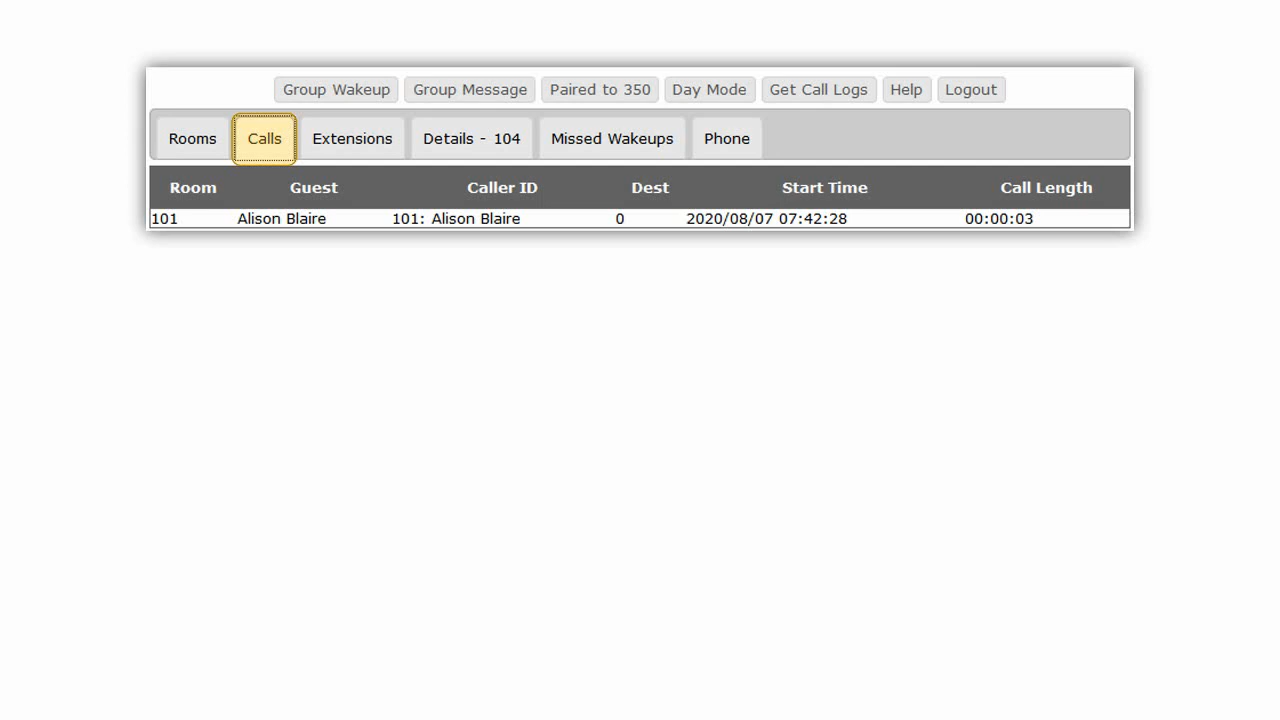 Group Wakeup Group Message Paired to 350 Day Mode Get Call Logs Help Logout
Rooms Calls Extensions Details - 104 Missed Wakeups Phone
Room Guest Caller ID Dest Start Time Call Length
101 Alison Blaire 101: Alison Blaire 0 2020/08/07 07:42:28 00:00:03